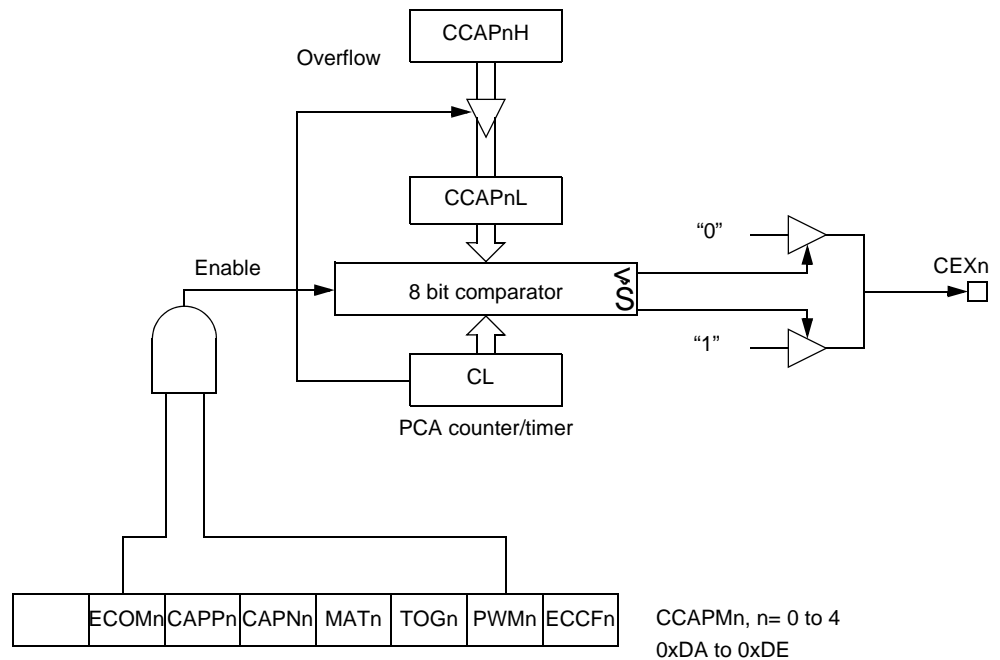 CCAPnH
Overflow
CCAPnL
“0”
Enable
8 bit comparator
<
CEXn
“1”
CL
PCA counter/timer
ECOMn CAPPn CAPNn MATn TOGn PWMn ECCFn
CCAPMn, n= 0 to 4
0xDA to 0xDE